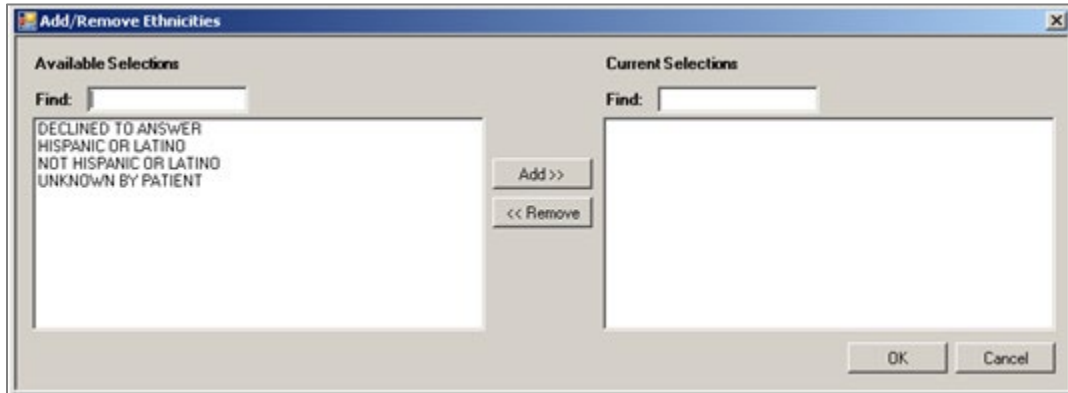 Add/Remove Ethnicities
Available Selections
Find:
DECLINED TO ANSWER
HISPANIC OR LATINO
NOT HISPANIC OR LATINO
UNKNOWN BY PATIENT
Add >>
<< Remove
Current Selections
Find:
OK
Cancel